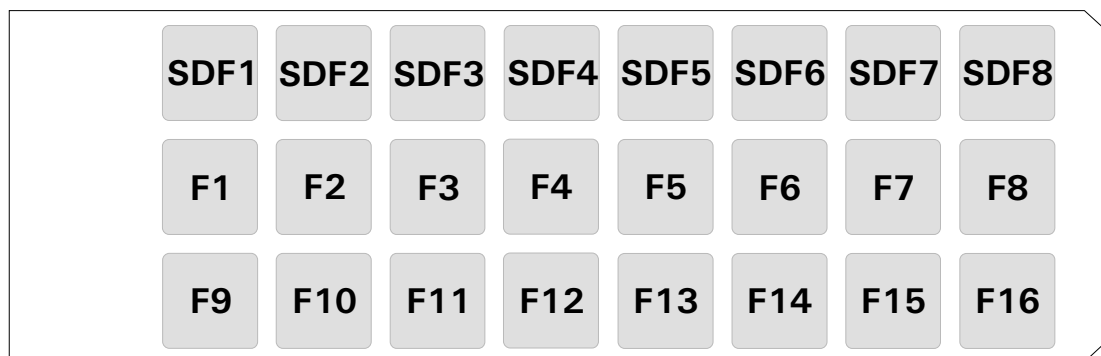 SDF1 SDF2 SDF3 SDF4 SDF5 SDF6 SDF7 SDF8
F1 F2 F3 F4 F5 F6 F7 F8
F9 F10 F11 F12 F13 F14 F15 F16